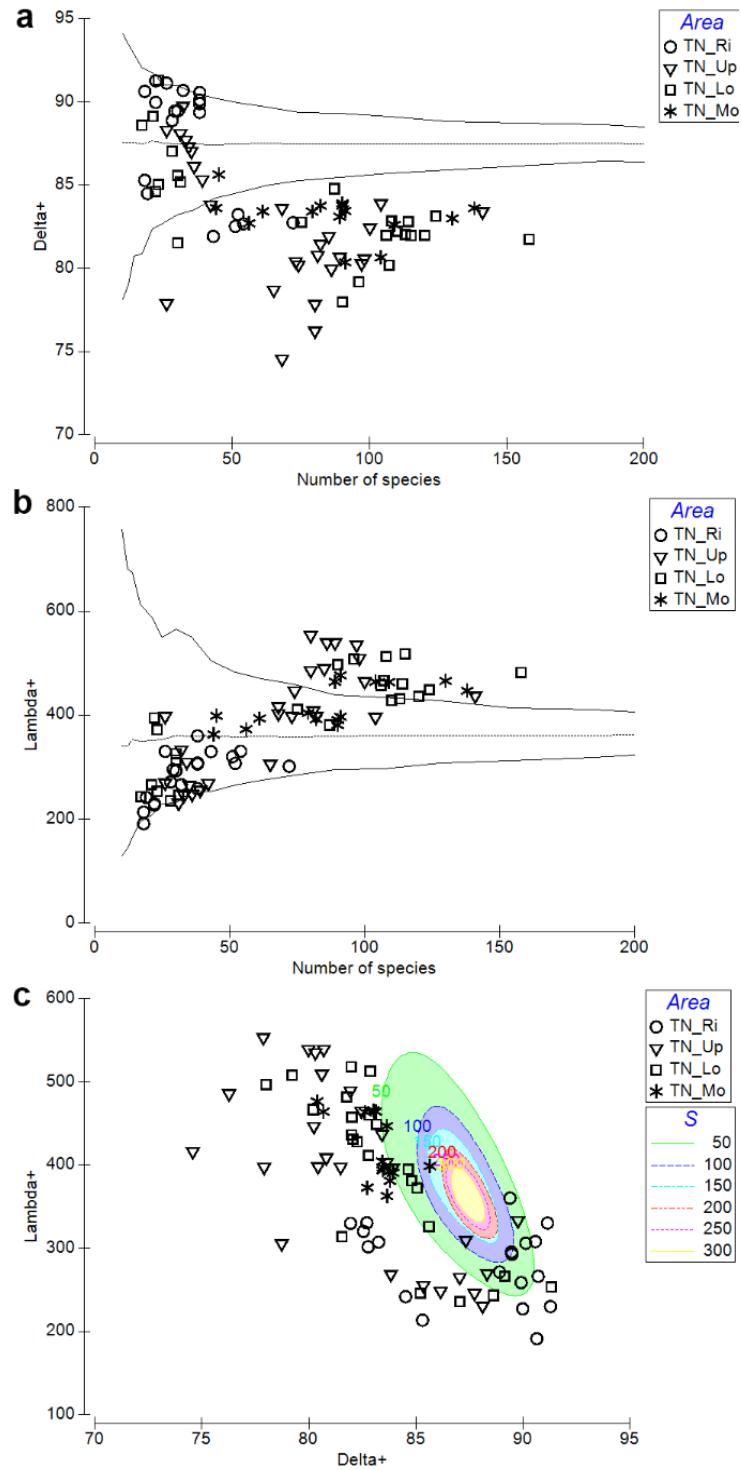 a
95
90
85
80
75
70
Delta+
0
50
100
150
200
Number of species
Area
TN_Ri
TN_Up
TN_Lo
TN_Mo
b
800
600
400
200
0
Lambda+
0
50
100
150
200
Number of species
Area
TN_Ri
TN_Up
TN_Lo
TN_Mo
c
600
500
400
300
200
100
Lambda+
50
100
150
200
70
75
80
85
90
95
Delta+
Area
TN_Ri
TN_Up
TN_Lo
TN_Mo
S
50
100
150
200
250
300